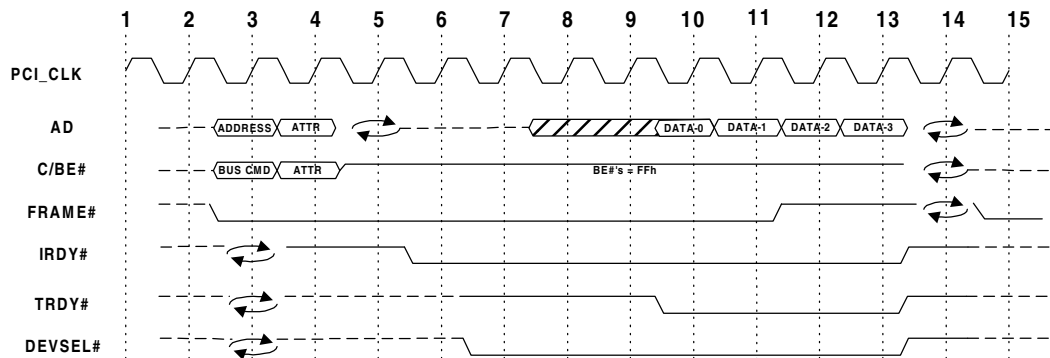 1 2 3 4 5 6 7 8 9 10 11 12 13 14 15
PCI_CLK
AD ADDRESS ATTR DATA-0 DATA-1 DATA-2 DATA-3
C/BE# BUS CMD ATTR BE#'s = FFh
FRAME#
IRDY#
TRDY#
DEVSEL#